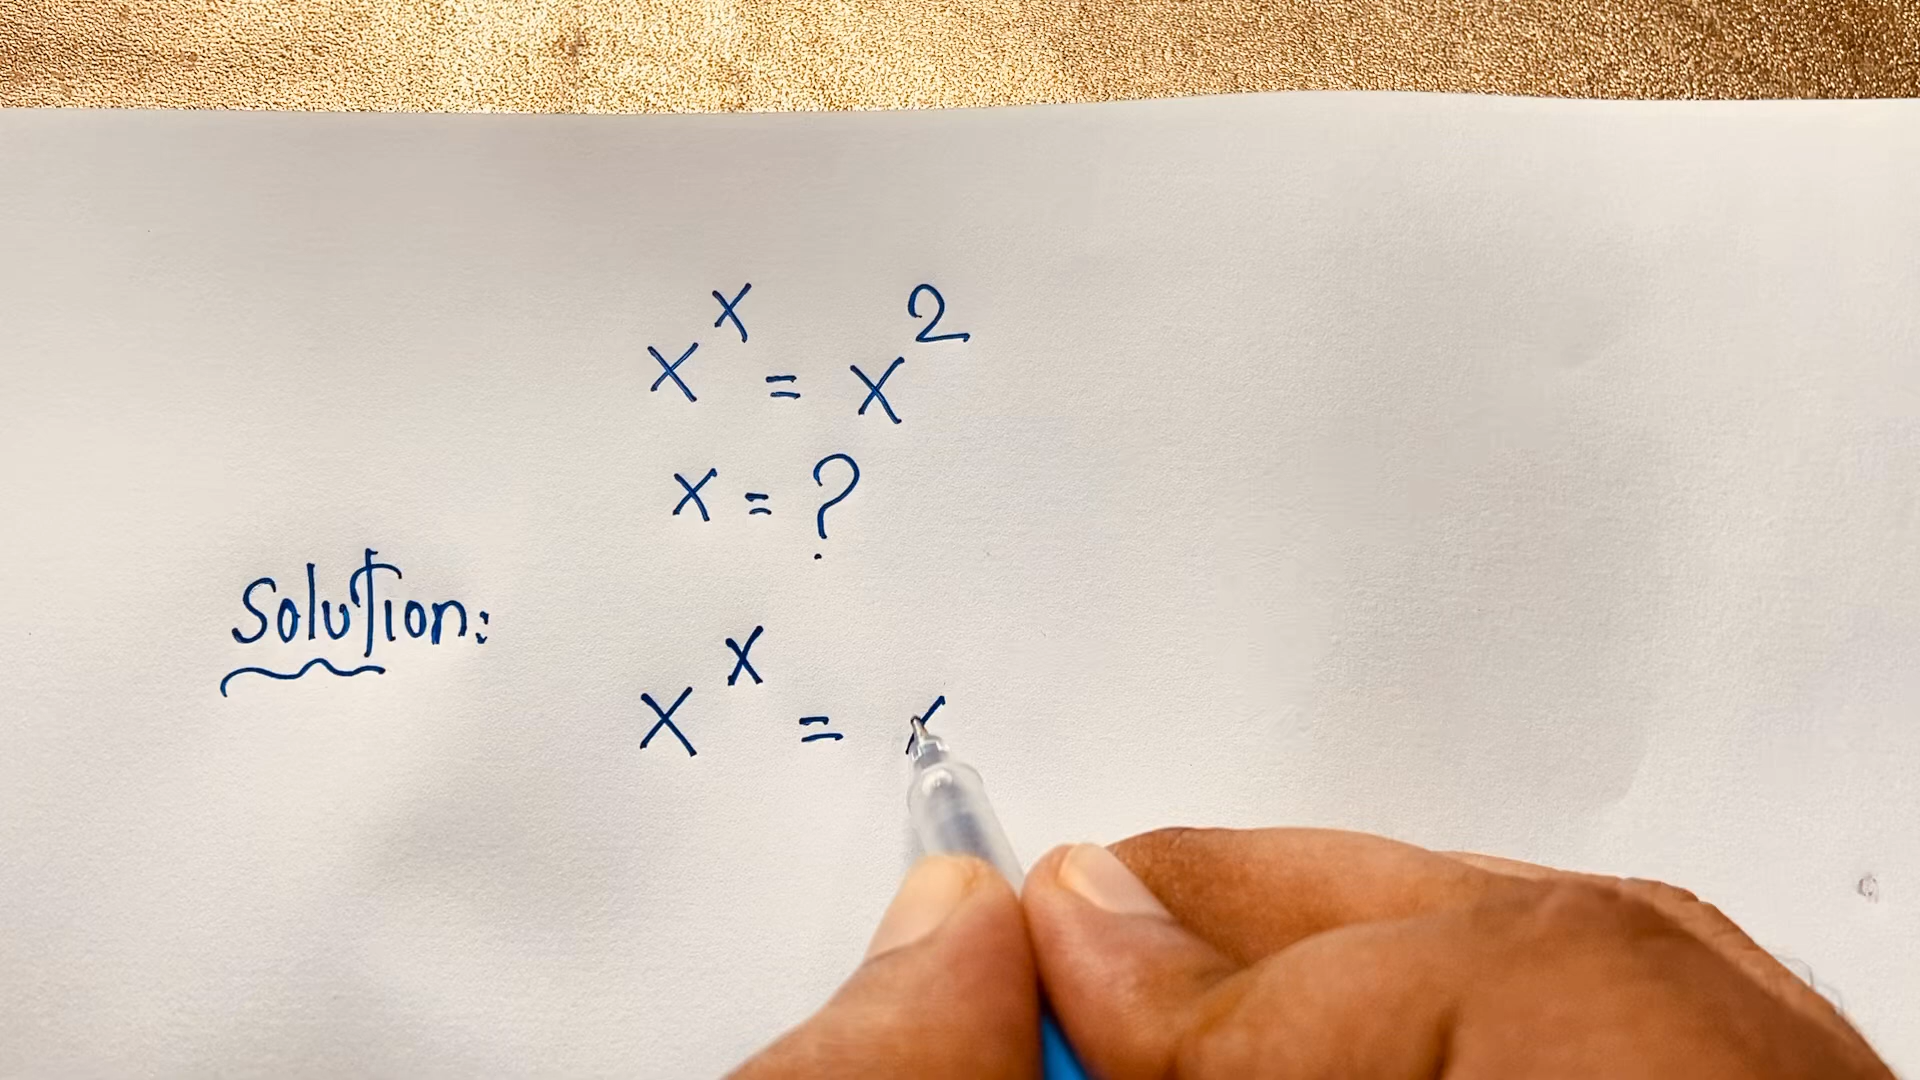 x^x = x^2
x = ?
Solution:
x^x = x